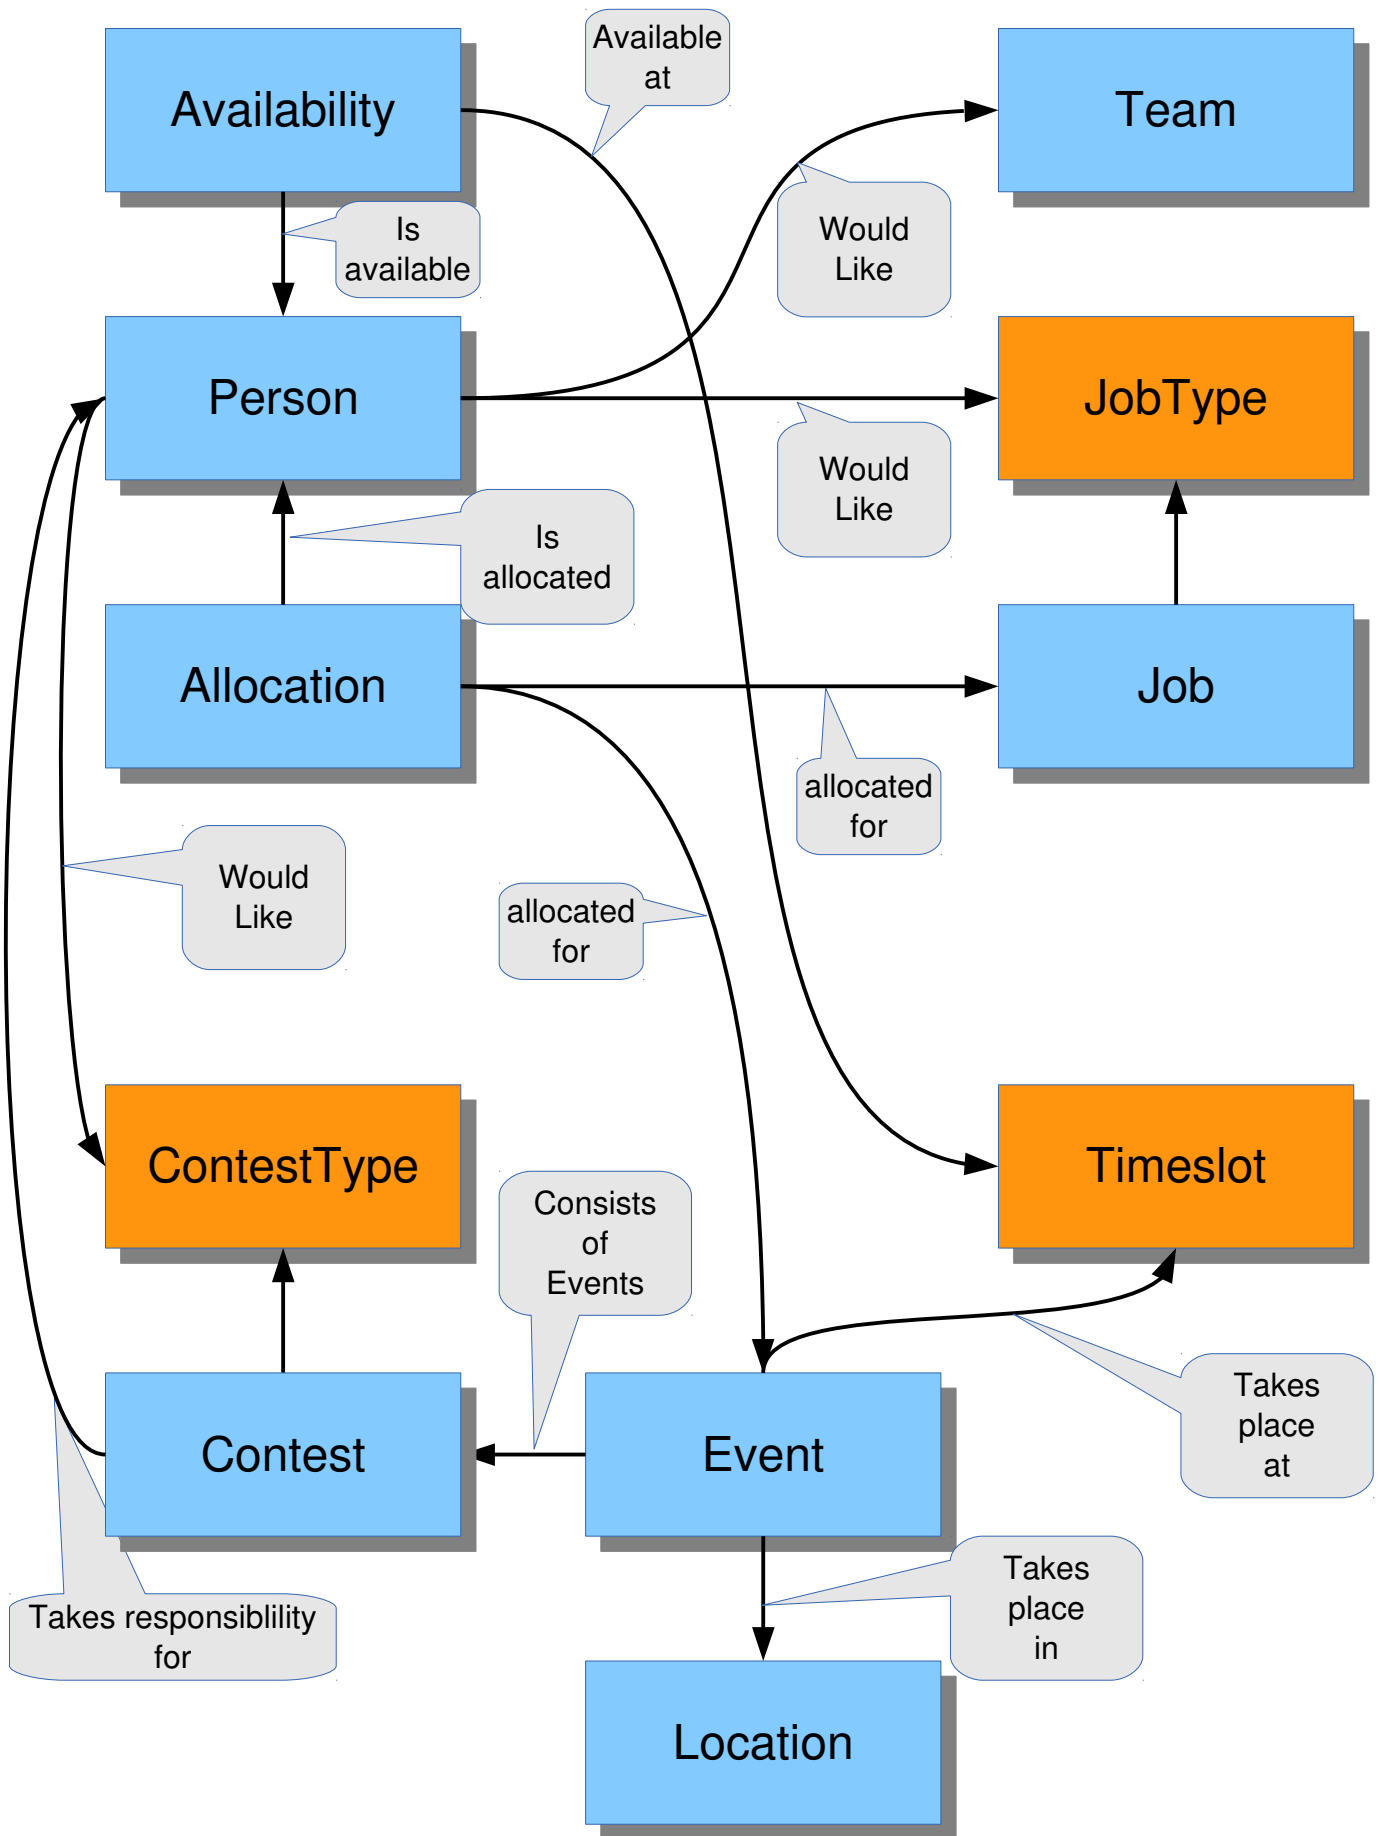 Available
at
Availability
Team
Is
available
Would
Like
Person
JobType
Would
Like
Is
allocated
Allocation
Job
allocated
for
Would
Like
allocated
for
ContestType
Timeslot
Consists
of
Events
Takes
place
at
Contest
Event
Takes
place
in
Takes responsiblility
for
Location